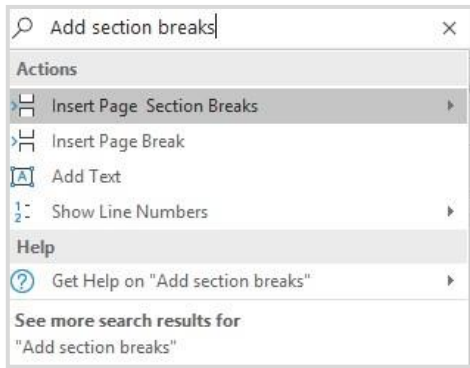 Add section breaks
Actions
Insert Page Section Breaks
Insert Page Break
Add Text
Show Line Numbers
Help
Get Help on "Add section breaks"
See more search results for
"Add section breaks"